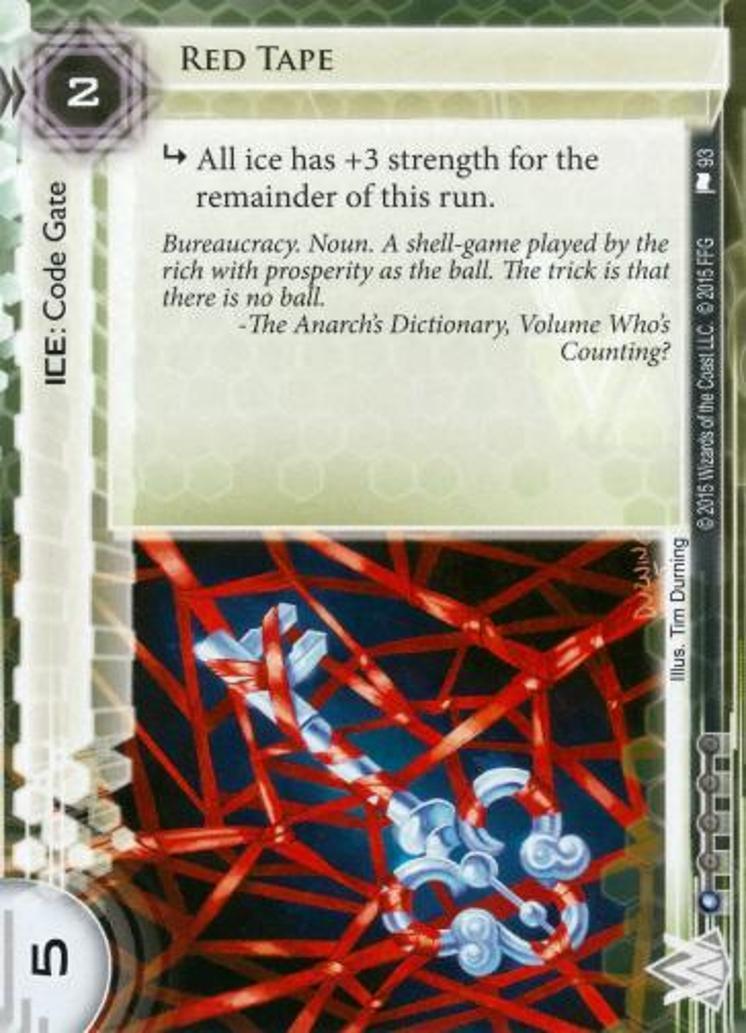 2
RED TAPE
↳ All ice has +3 strength for the
remainder of this run.
Bureaucracy. Noun. A shell-game played by the
rich with prosperity as the ball. The trick is that
there is no ball.
-The Anarch's Dictionary, Volume Who's
Counting?
ICE: Code Gate
5
Illus. Tim Durning
© 2015 Wizards of the Coast LLC. © 2015 FFG
93